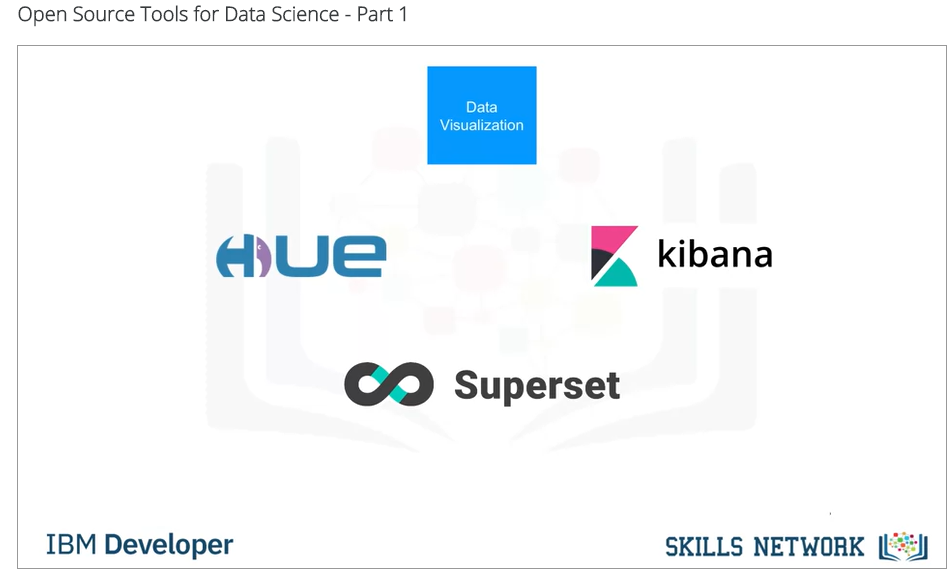 Open Source Tools for Data Science - Part 1
Data
Visualization
HUE
kibana
Superset
IBM Developer
SKILLS NETWORK